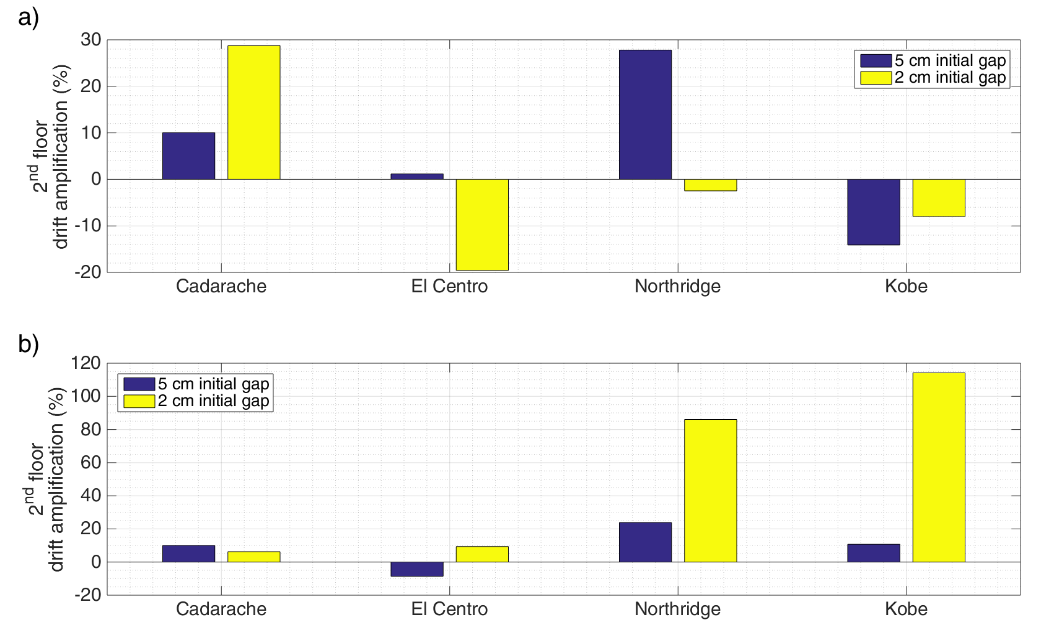 a)
30
20
10
0
-10
-20
2nd floor
drift amplification (%)
5 cm initial gap
2 cm initial gap
Cadarache El Centro Northridge Kobe
b)
120
100
80
60
40
20
0
-20
2nd floor
drift amplification (%)
5 cm initial gap
2 cm initial gap
Cadarache El Centro Northridge Kobe